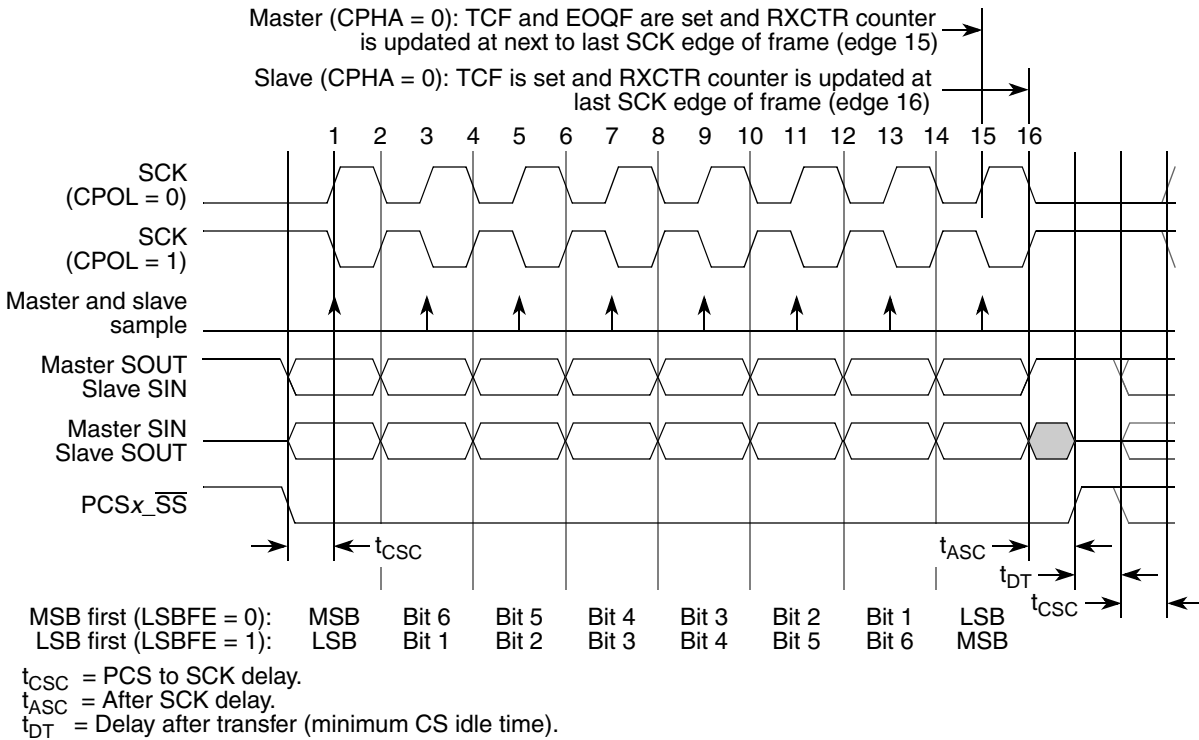 Master (CPHA = 0): TCF and EOQF are set and RXCTR counter
is updated at next to last SCK edge of frame (edge 15)
Slave (CPHA = 0): TCF is set and RXCTR counter is updated at
last SCK edge of frame (edge 16)
1 2 3 4 5 6 7 8 9 10 11 12 13 14 15 16
SCK
(CPOL = 0)
SCK
(CPOL = 1)
Master and slave
sample
Master SOUT
Slave SIN
Master SIN
Slave SOUT
PCSx_SS
tCSC
tASC
tDT
tCSC
MSB first (LSBFE = 0): MSB Bit 6 Bit 5 Bit 4 Bit 3 Bit 2 Bit 1 LSB
LSB first (LSBFE = 1): LSB Bit 1 Bit 2 Bit 3 Bit 4 Bit 5 Bit 6 MSB
tCSC = PCS to SCK delay.
tASC = After SCK delay.
tDT = Delay after transfer (minimum CS idle time).